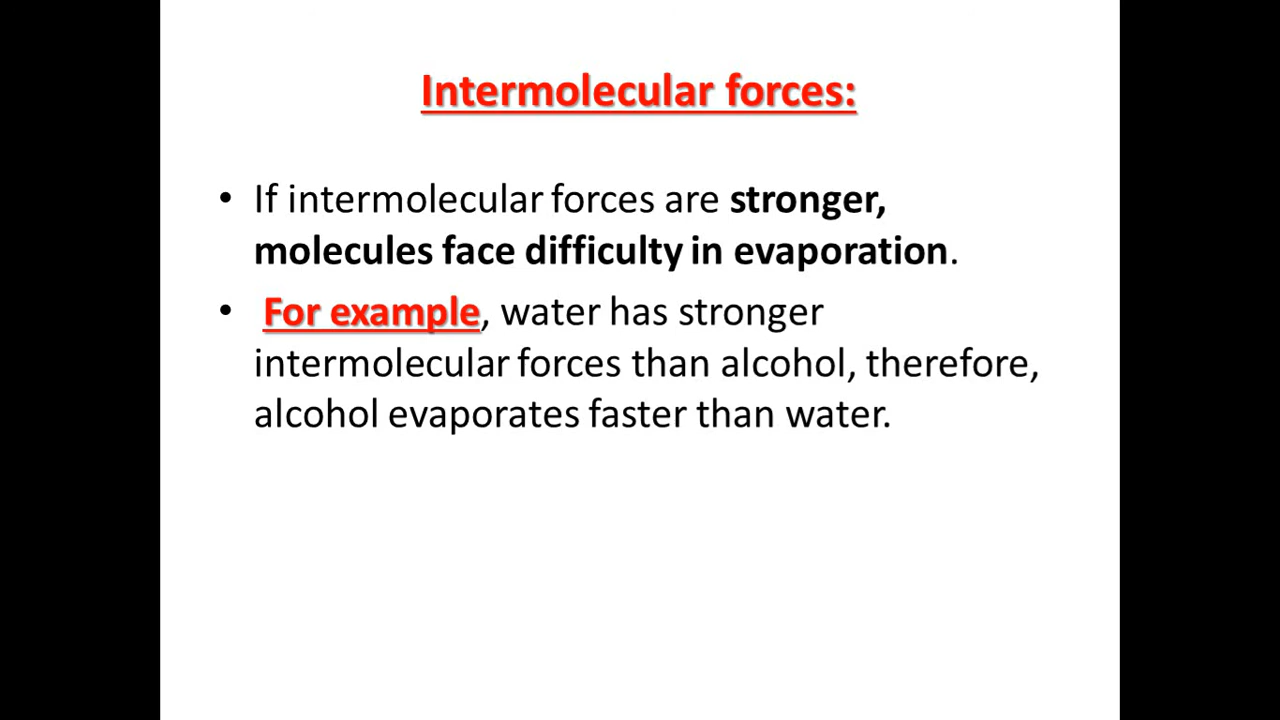 Intermolecular forces:
• If intermolecular forces are stronger,
molecules face difficulty in evaporation.
• For example, water has stronger
intermolecular forces than alcohol, therefore,
alcohol evaporates faster than water.